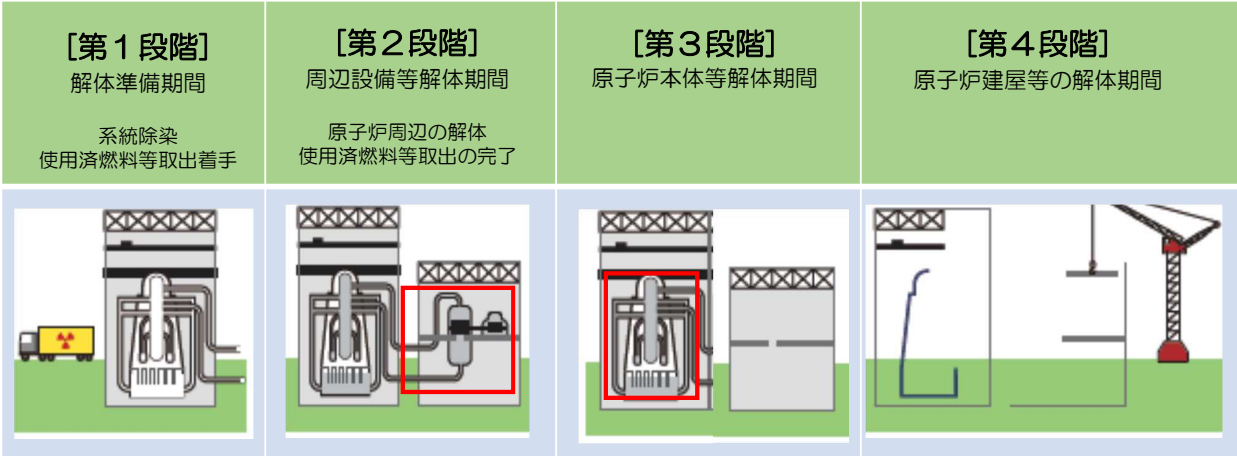 [第１段階]
解体準備期間
系統除染
使用済燃料等取出着手
[第２段階]
周辺設備等解体期間
原子炉周辺の解体
使用済燃料等取出の完了
[第３段階]
原子炉本体等解体期間
[第４段階]
原子炉建屋等の解体期間